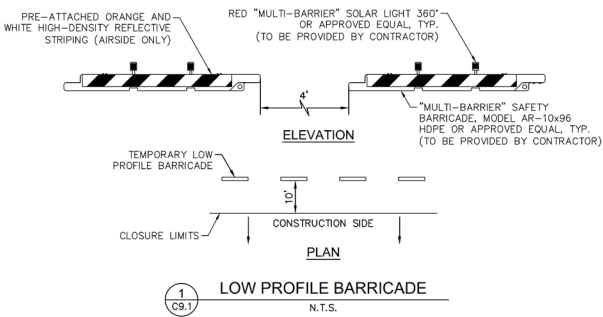 PRE-ATTACHED ORANGE AND
WHITE HIGH-DENSITY REFLECTIVE
STRIPING (AIRSIDE ONLY)
RED "MULTI-BARRIER" SOLAR LIGHT 360°
OR APPROVED EQUAL, TYP.
(TO BE PROVIDED BY CONTRACTOR)
4'
ELEVATION
"MULTI-BARRIER" SAFETY
BARRICADE, MODEL AR-10x96
HDPE OR APPROVED EQUAL, TYP.
(TO BE PROVIDED BY CONTRACTOR)
TEMPORARY LOW
PROFILE BARRICADE
10'
CONSTRUCTION SIDE
CLOSURE LIMITS
PLAN
1
C9.1
LOW PROFILE BARRICADE
N.T.S.